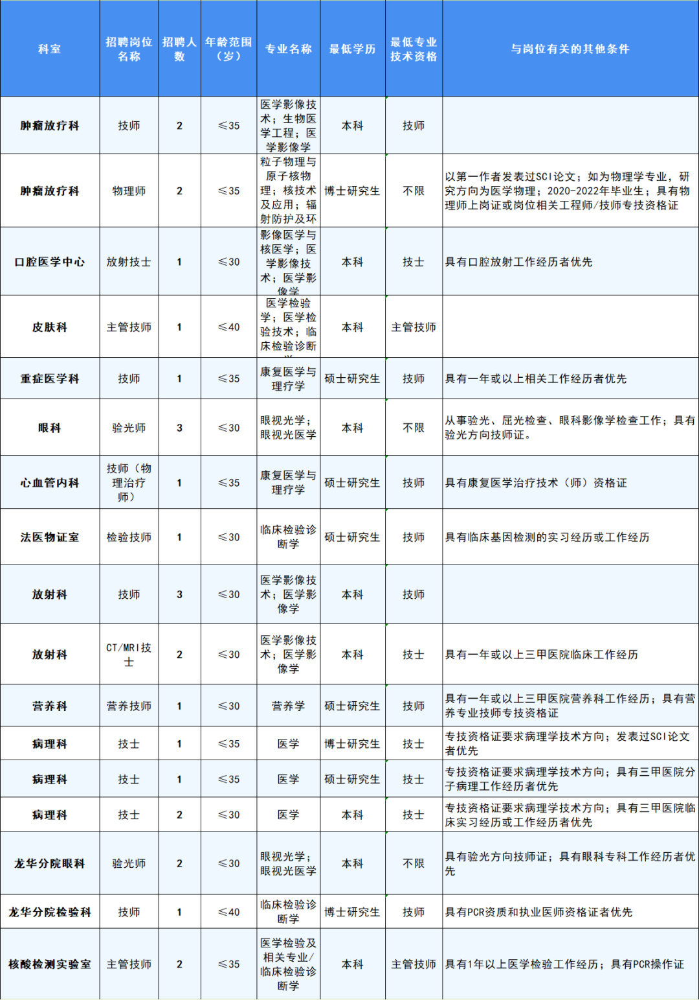 科室
招聘岗位
名称
招聘人
数
年龄范围
（岁）
专业名称
最低学历
最低专业
技术资格
与岗位有关的其他条件
肿瘤放疗科
技师
2
≤35
医学影像技
术；生物医
学工程；医
学影像学
本科
技师
肿瘤放疗科
物理师
2
≤35
粒子物理与
原子核物
理；核技术
及应用；辐
射防护及环
博士研究生
不限
以第一作者发表过SCI论文；如为物理学专业，研
究方向为医学物理；2020-2022年毕业生；具有物
理师上岗证或岗位相关工程师/技师专技资格证
口腔医学中心
放射技士
1
≤30
影像医学与
核医学；医
学影像技
术；医学影
像学
本科
技士
具有口腔放射工作经历者优先
皮肤科
主管技师
1
≤40
医学检验
学；医学检
验技术；临
床检验诊断
本科
主管技师
重症医学科
技师
1
≤35
康复医学与
理疗学
硕士研究生
技师
具有一年或以上相关工作经历者优先
眼科
验光师
3
≤30
眼视光学；
眼视光医学
本科
不限
从事验光、屈光检查、眼科影像学检查工作；具有
验光方向技师证。
心血管内科
技师（物
理治疗
师）
1
≤35
康复医学与
理疗学
硕士研究生
技师
具有康复医学治疗技术（师）资格证
法医物证室
检验技师
1
≤30
临床检验诊
断学
硕士研究生
技师
具有临床基因检测的实习经历或工作经历
放射科
技师
3
≤30
医学影像技
术；医学影
像学
本科
技师
放射科
CT/MRI技
士
2
≤30
医学影像技
术；医学影
像学
本科
技士
具有一年或以上三甲医院临床工作经历
营养科
营养技师
1
≤30
营养学
硕士研究生
技师
具有一年或以上三甲医院营养科工作经历；具有营
养专业技师专技资格证
病理科
技士
1
≤35
医学
博士研究生
技士
专技资格证要求病理学技术方向；发表过SCI论文
者优先
病理科
技士
1
≤35
医学
硕士研究生
技士
专技资格证要求病理学技术方向；具有三甲医院分
子病理工作经历者优先
病理科
技士
2
≤30
医学
本科
技士
专技资格证要求病理学技术方向；具有三甲医院临
床实习经历或工作经历者优先
龙华分院眼科
验光师
2
≤30
眼视光学；
眼视光医学
本科
不限
具有验光方向技师证；具有眼科专科工作经历者优
先
龙华分院检验科
技师
1
≤40
临床检验诊
断学
博士研究生
技师
具有PCR资质和执业医师资格证者优先
核酸检测实验室
主管技师
2
≤35
医学检验及
相关专业/
临床检验诊
断学
本科
主管技师
具有1年以上医学检验工作经历；具有PCR操作证